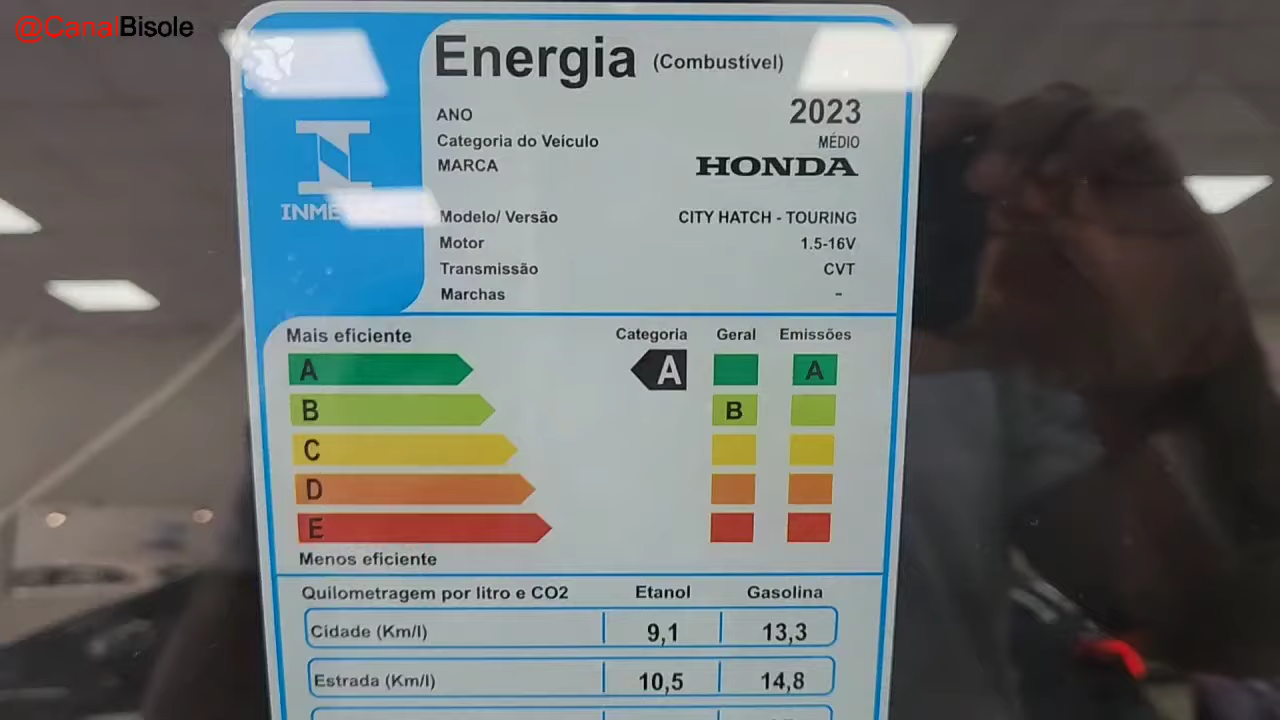 @CanalBisole
Energia (Combustível)
ANO 2023
Categoria do Veículo MÉDIO
MARCA HONDA
INME
Modelo/ Versão CITY HATCH - TOURING
Motor 1.5-16V
Transmissão CVT
Marchas -
Mais eficiente Categoria Geral Emissões
A A A
B B
C
D
E
Menos eficiente
Quilometragem por litro e CO2 Etanol Gasolina
Cidade (Km/l) 9,1 13,3
Estrada (Km/l) 10,5 14,8